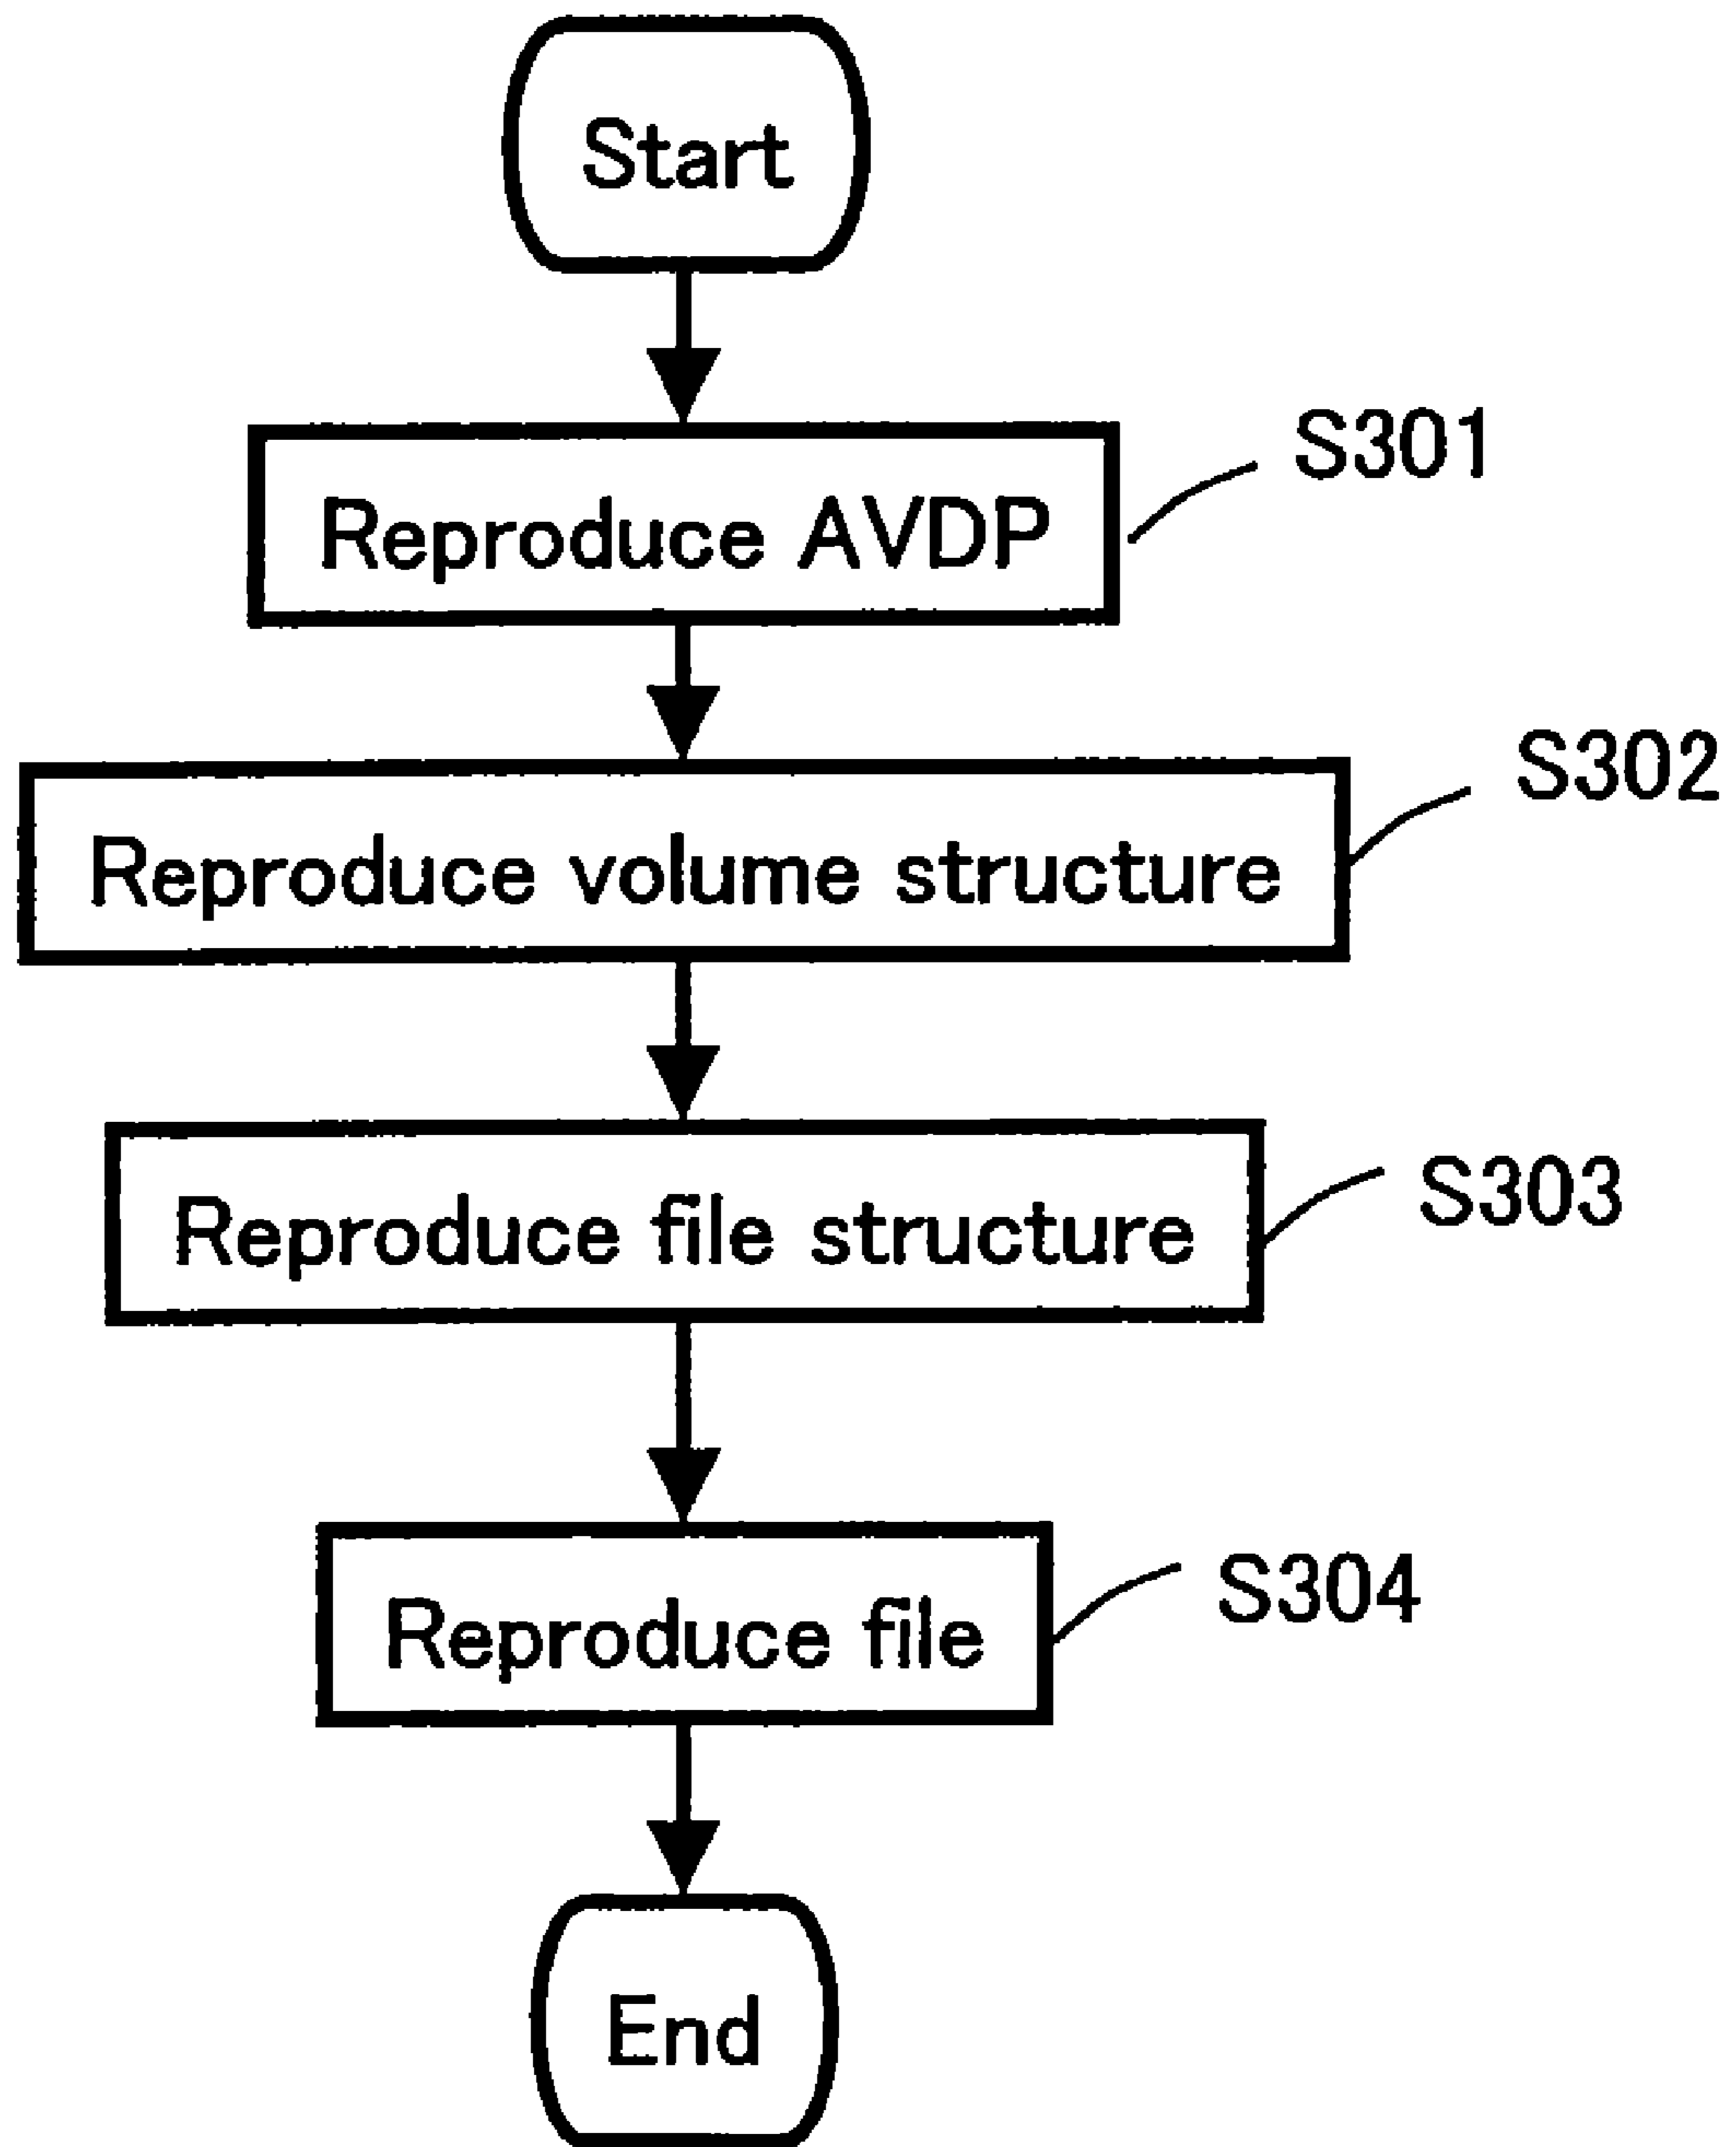 Start
Reproduce AVDP
S301
Reproduce volume structure
S302
Reproduce file structure
S303
Reproduce file
S304
End